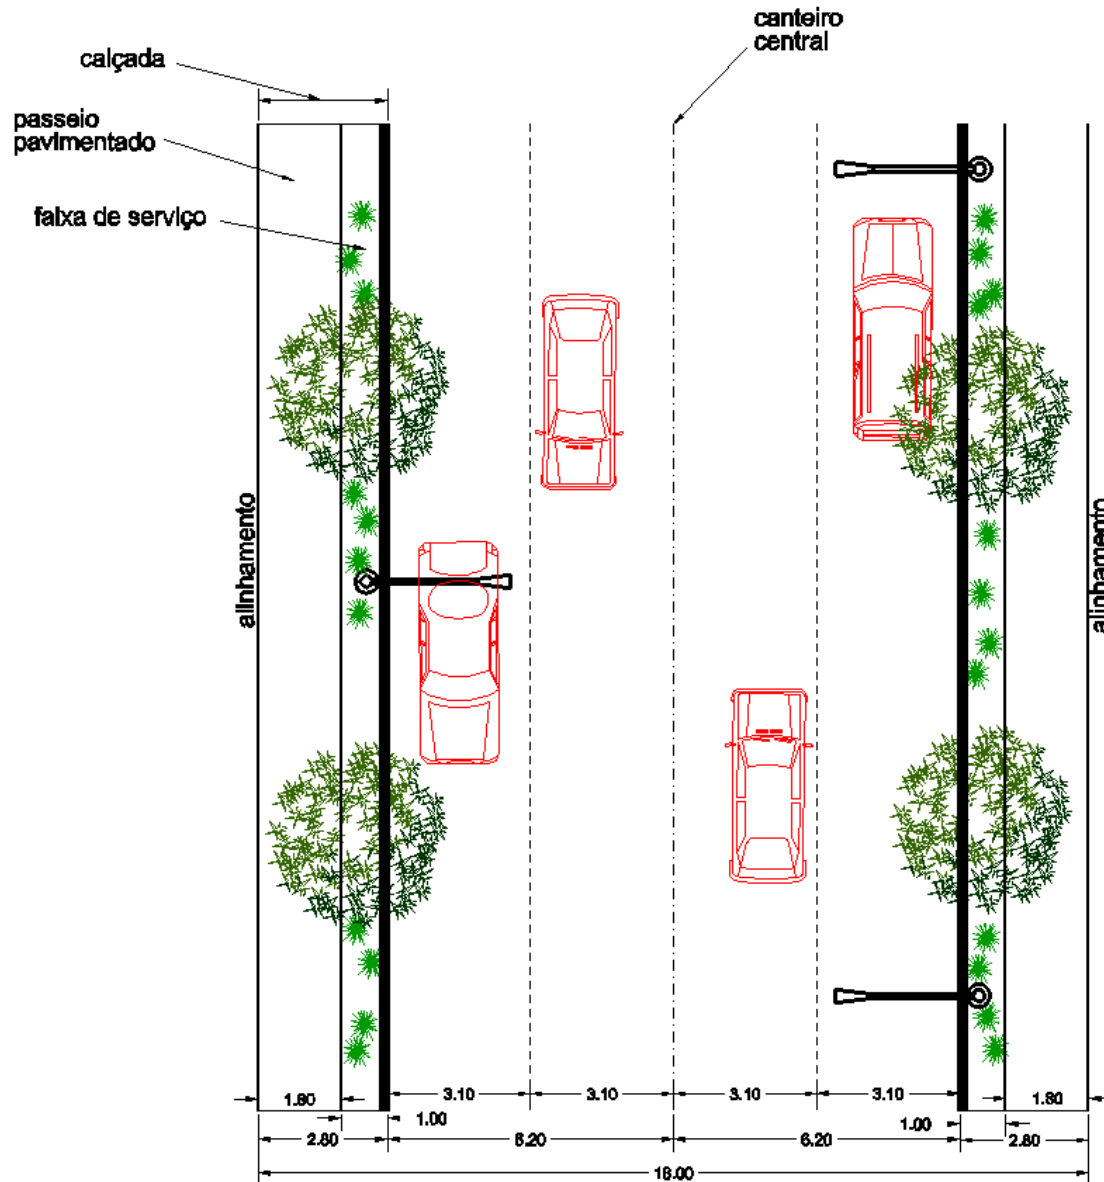 canteiro
central
calçada
passeio
pavimentado
faixa de serviço
alinhamento
alinhamento
1.80
3.10
3.10
3.10
3.10
1.80
1.00
1.00
2.80
6.20
6.20
2.80
18.00